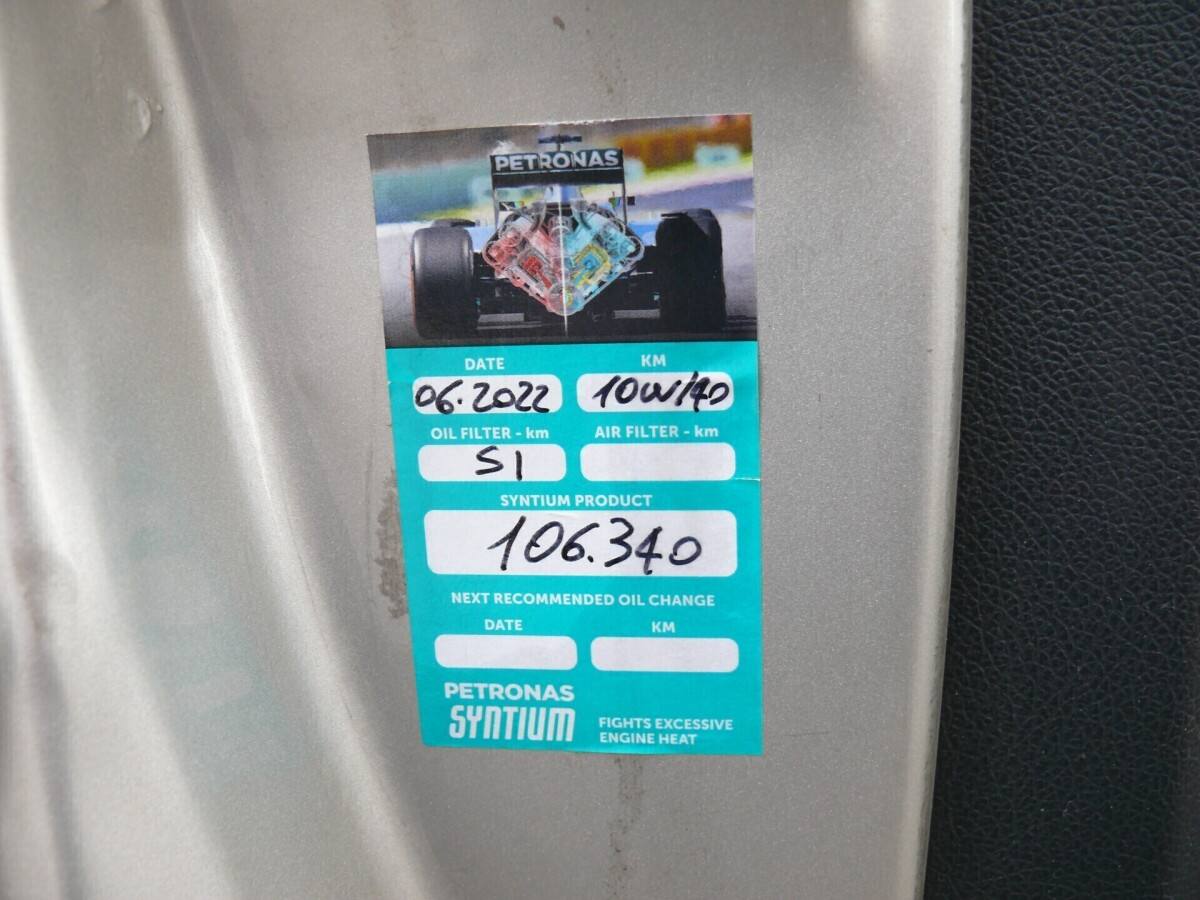 PETRONAS
DATE KM
06.2022 10W/40
OIL FILTER - km AIR FILTER - km
S1
SYNTIUM PRODUCT
106.340
NEXT RECOMMENDED OIL CHANGE
DATE KM
PETRONAS
SYNTIUM
FIGHTS EXCESSIVE
ENGINE HEAT